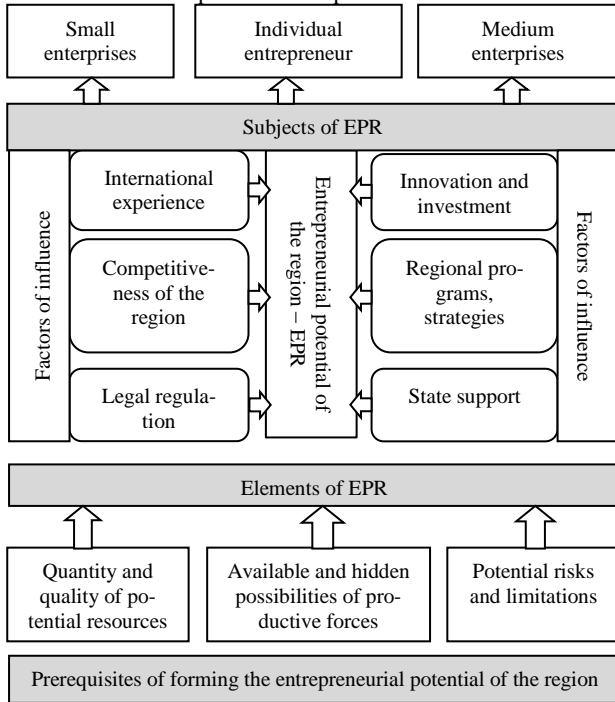 Small
enterprises
Individual
entrepreneur
Medium
enterprises
Subjects of EPR
Factors of influence
International
experience
Competitive-
ness of the
region
Legal regula-
tion
Entrepreneurial potential of
the region – EPR
Innovation and
investment
Regional pro-
grams,
strategies
State support
Factors of influence
Elements of EPR
Quantity and
quality of po-
tential resources
Available and hidden
possibilities of pro-
ductive forces
Potential risks
and limitations
Prerequisites of forming the entrepreneurial potential of the region